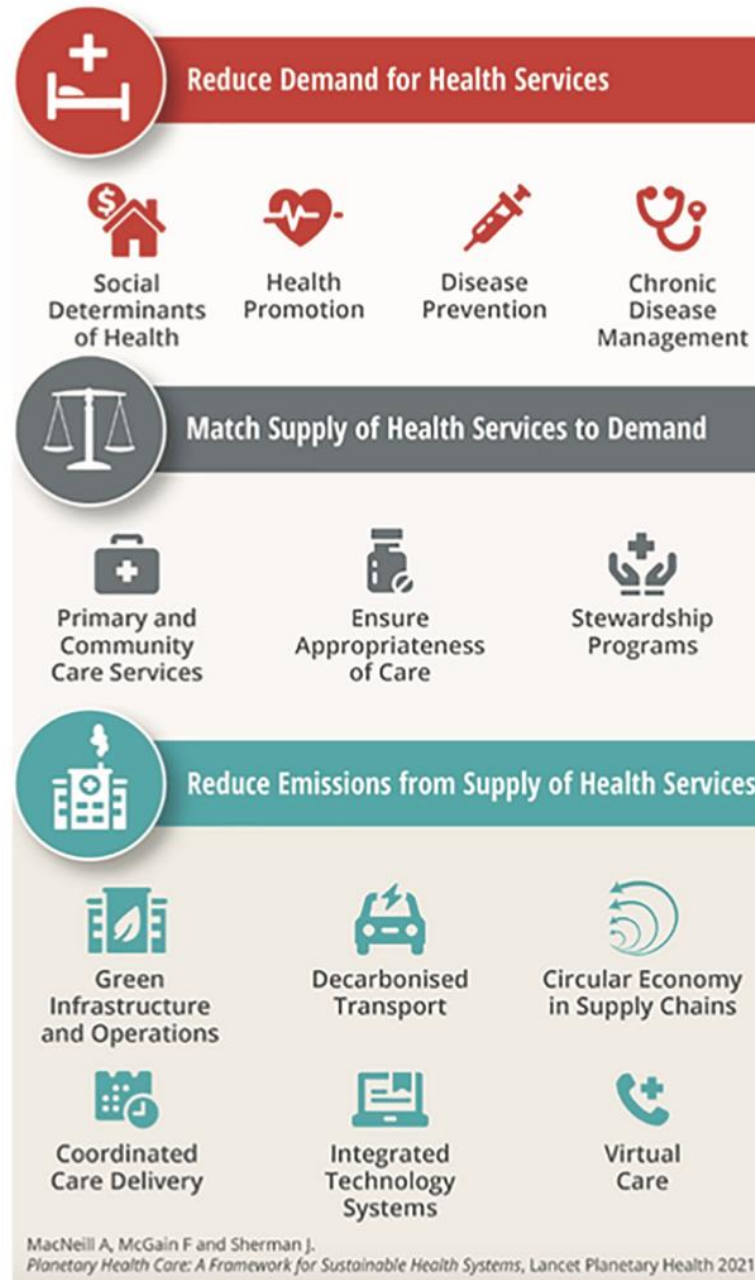 Reduce Demand for Health Services
Social
Determinants
of Health
Health
Promotion
Disease
Prevention
Chronic
Disease
Management
Match Supply of Health Services to Demand
Primary and
Community
Care Services
Ensure
Appropriateness
of Care
Stewardship
Programs
Reduce Emissions from Supply of Health Services
Green
Infrastructure
and Operations
Decarbonised
Transport
Circular Economy
in Supply Chains
Coordinated
Care Delivery
Integrated
Technology
Systems
Virtual
Care
MacNeill A, McGain F and Sherman J.
Planetary Health Care: A Framework for Sustainable Health Systems, Lancet Planetary Health 2021